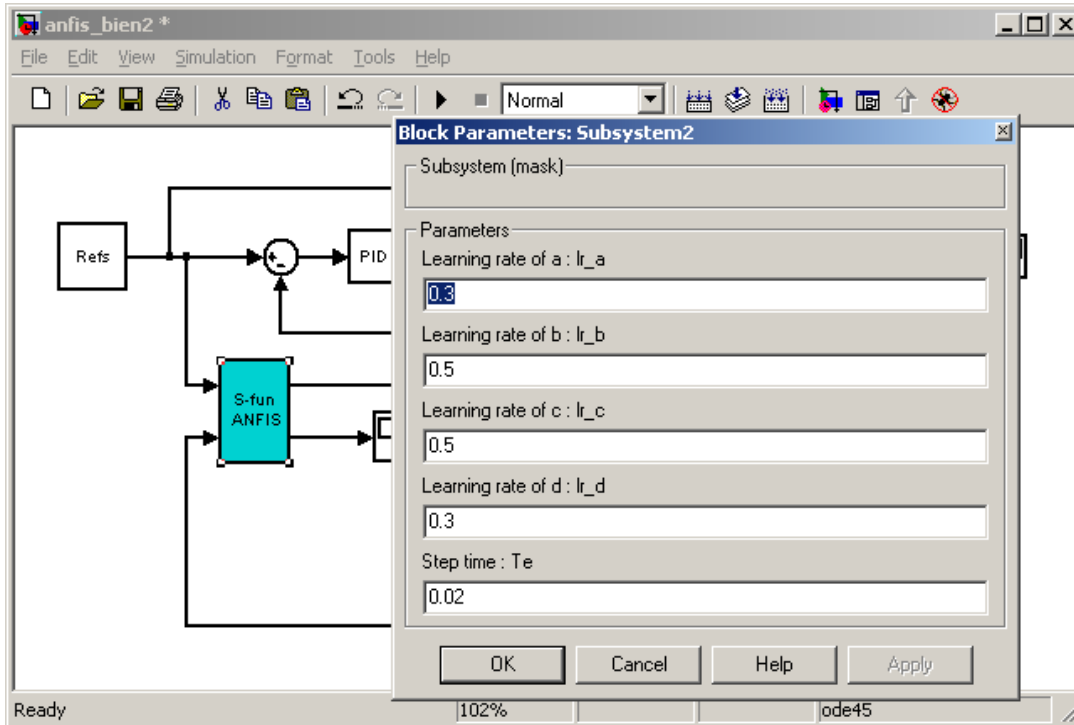 anfis_bien2 *
File Edit View Simulation Format Tools Help
Normal
Block Parameters: Subsystem2
Subsystem (mask)
Parameters
Learning rate of a : lr_a
0.3
Learning rate of b : lr_b
0.5
Learning rate of c : lr_c
0.5
Learning rate of d : lr_d
0.3
Step time : Te
0.02
OK Cancel Help Apply
Refs
PID
S-fun
ANFIS
Ready 102% ode45